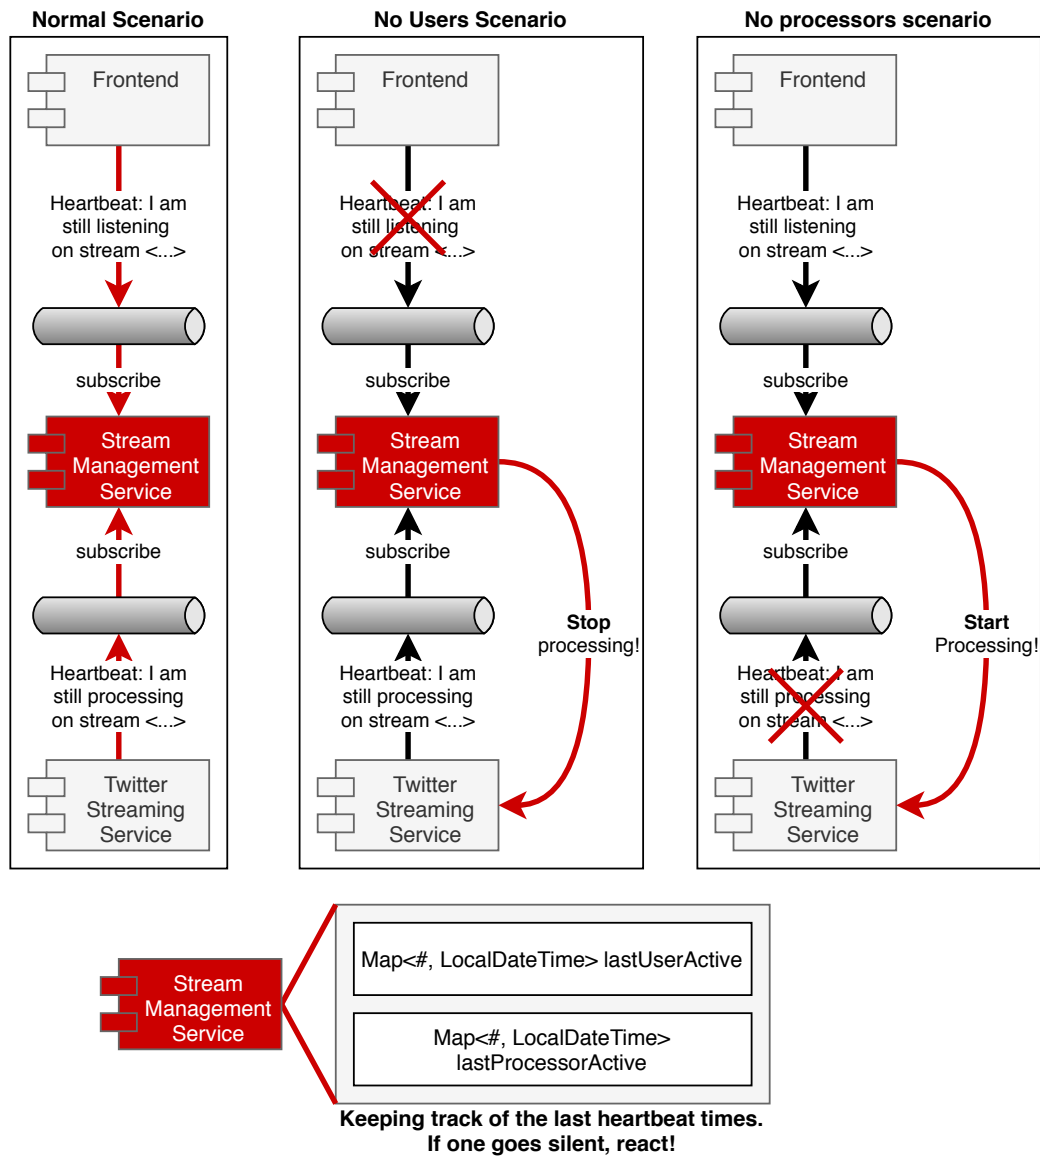 Normal Scenario
Frontend
Heartbeat: I am
still listening
on stream <...>
subscribe
Stream
Management
Service
subscribe
Heartbeat: I am
still processing
on stream <...>
Twitter
Streaming
Service
No Users Scenario
Frontend
Heartbeat: I am
still listening
on stream <...>
subscribe
Stream
Management
Service
subscribe
Stop
processing!
Heartbeat: I am
still processing
on stream <...>
Twitter
Streaming
Service
No processors scenario
Frontend
Heartbeat: I am
still listening
on stream <...>
subscribe
Stream
Management
Service
subscribe
Start
Processing!
Heartbeat: I am
still processing
on stream <...>
Twitter
Streaming
Service
Stream
Management
Service
Map<#, LocalDateTime> lastUserActive
Map<#, LocalDateTime>
lastProcessorActive
Keeping track of the last heartbeat times.
If one goes silent, react!